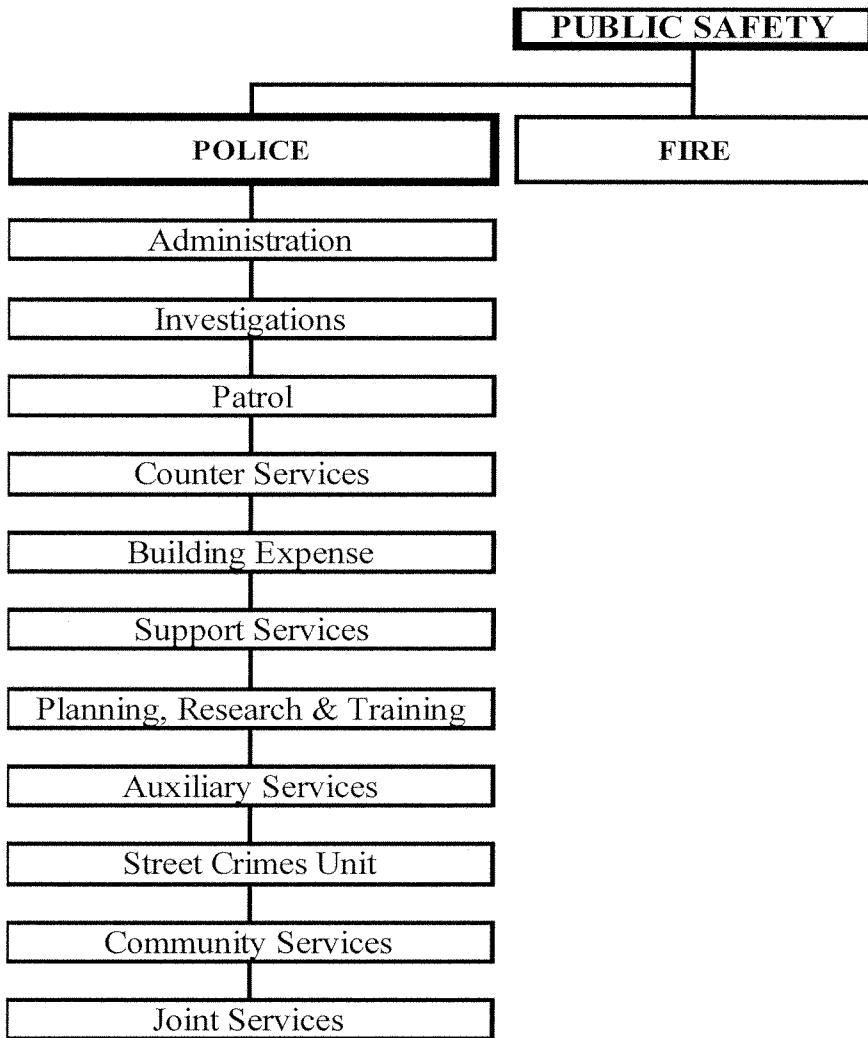 PUBLIC SAFETY
POLICE
FIRE
Administration
Investigations
Patrol
Counter Services
Building Expense
Support Services
Planning, Research & Training
Auxiliary Services
Street Crimes Unit
Community Services
Joint Services